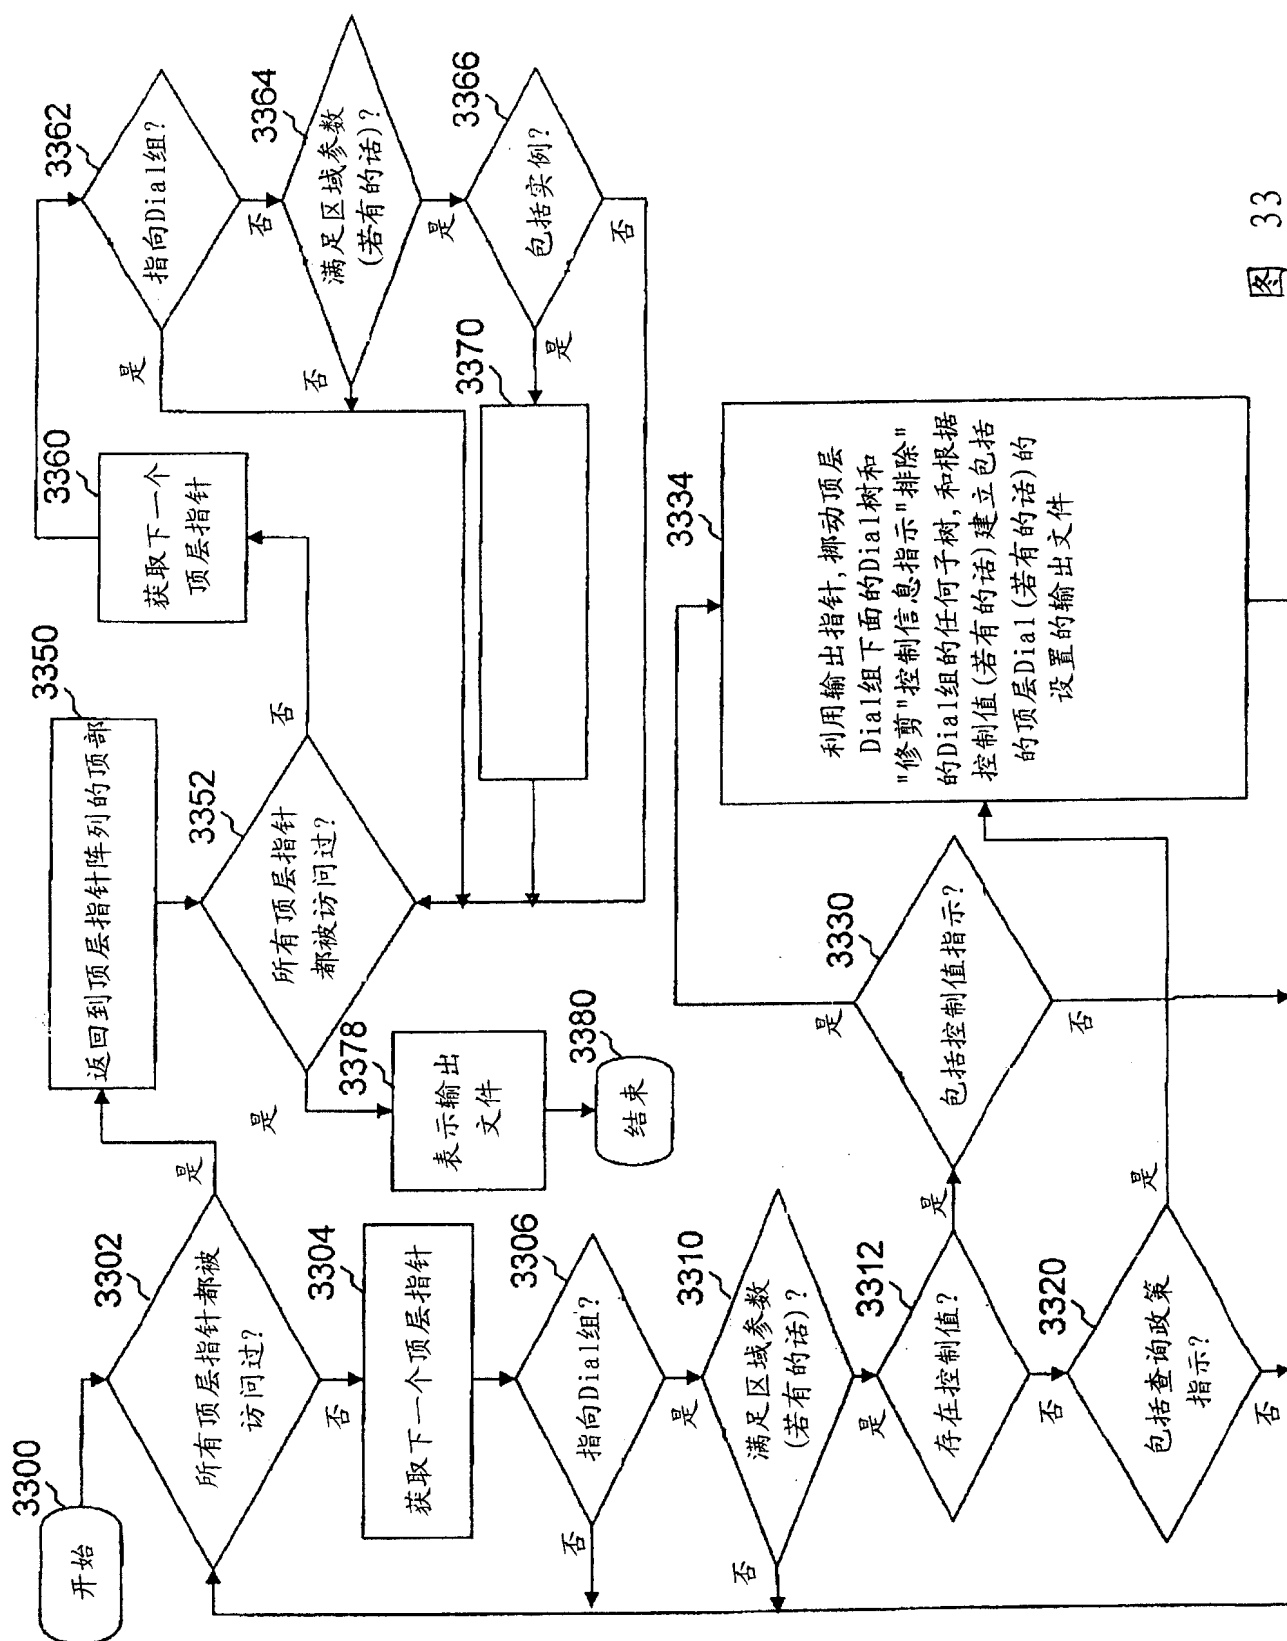 3300
开始
3302
所有顶层指针都被
访问过?
是
否
3304
获取下一个顶层指针
3306
指向Dial组?
否
是
3310
满足区域参数
(若有的话)?
否
是
3312
存在控制值?
是
否
3320
包括查询政策
指示?
是
否
3330
包括控制值指示?
是
否
3334
利用输出指针,挪动顶层
Dial组下面的Dial树和
"修剪"控制信息指示"排除"
的Dial组的任何子树,和根据
控制值(若有的话)建立包括
的顶层Dial(若有的话)的
设置的输出文件
3350
返回到顶层指针阵列的顶部
3352
所有顶层指针
都被访问过?
是
否
3360
获取下一个
顶层指针
3362
指向Dial组?
是
否
3364
满足区域参数
(若有的话)?
否
是
3366
包括实例?
是
否
3370
3378
表示输出
文件
3380
结束
图 33